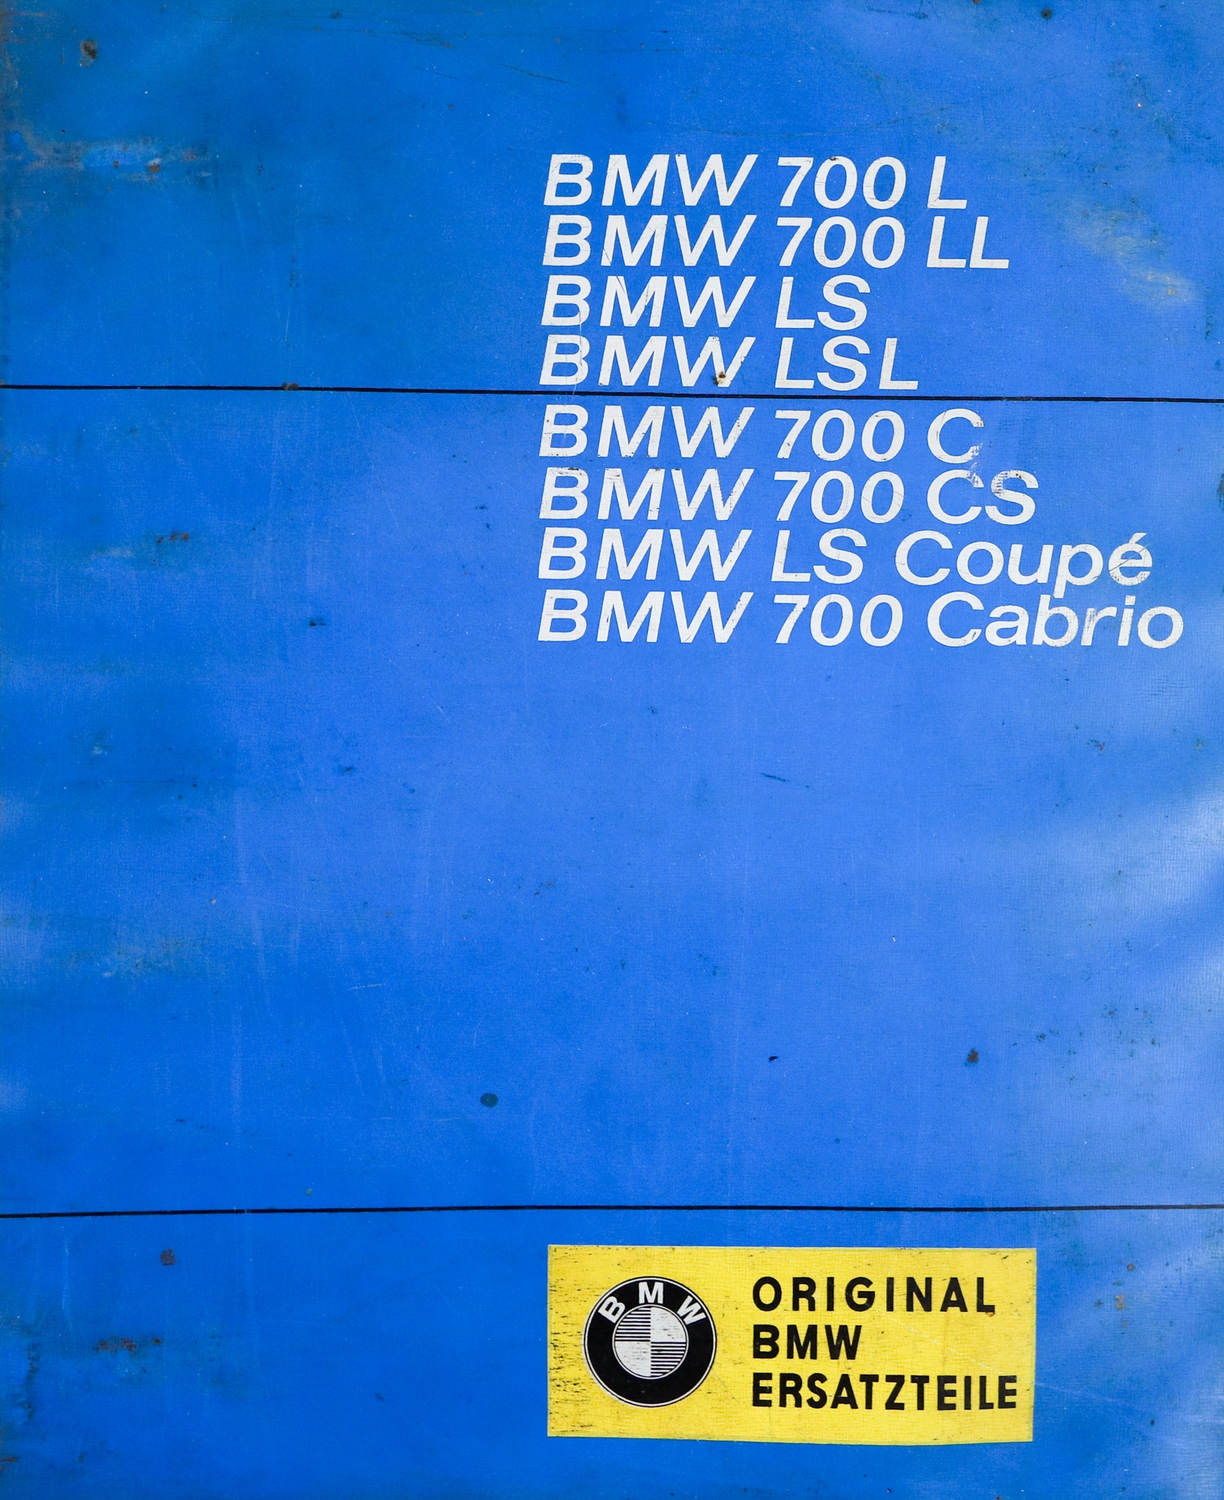 BMW 700 L
BMW 700 LL
BMW LS
BMW LSL
BMW 700 C
BMW 700 CS
BMW LS Coupé
BMW 700 Cabrio
BMW
ORIGINAL
BMW
ERSATZTEILE